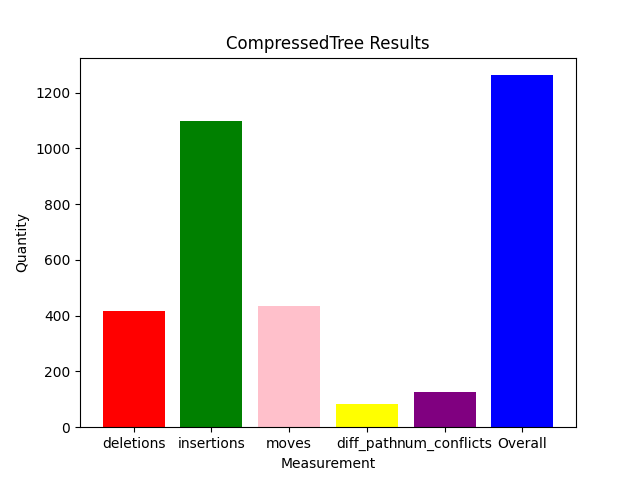 CompressedTree Results
1200
1000
800
600
400
200
0
Quantity
deletions insertions moves diff_path num_conflicts Overall
Measurement